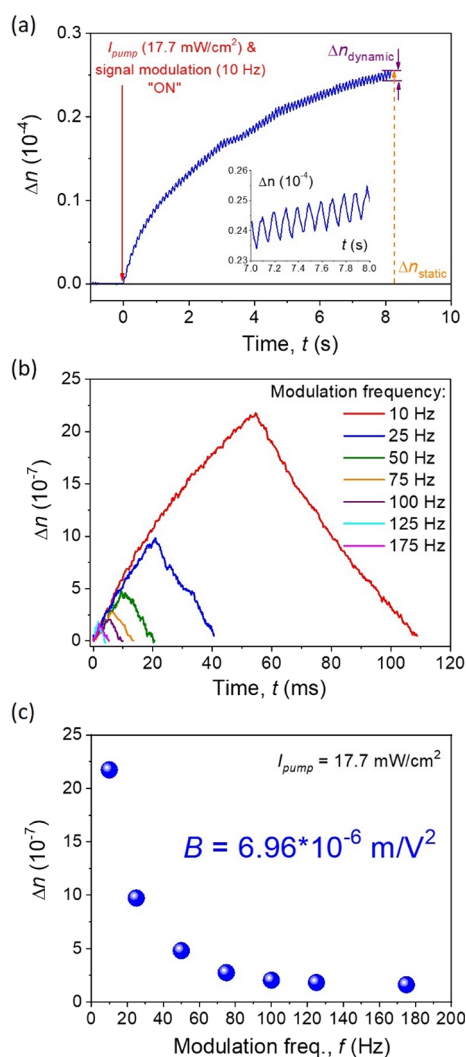 (a)
I_pump (17.7 mW/cm²) &
signal modulation (10 Hz)
"ON"
Δn_dynamic
0.3
0.2
0.1
0.0
Δn (10⁻⁴)
0.26
0.25
0.24
0.23
Δn (10⁻⁴)
t (s)
7.0 7.2 7.4 7.6 7.8 8.0
Δn_static
0 2 4 6 8 10
Time, t (s)
(b)
25
20
15
10
5
0
Δn (10⁻⁷)
Modulation frequency:
10 Hz
25 Hz
50 Hz
75 Hz
100 Hz
125 Hz
175 Hz
0 20 40 60 80 100 120
Time, t (ms)
(c)
25
20
15
10
5
0
Δn (10⁻⁷)
I_pump = 17.7 mW/cm²
B = 6.96*10⁻⁶ m/V²
0 20 40 60 80 100 120 140 160 180 200
Modulation freq., f (Hz)